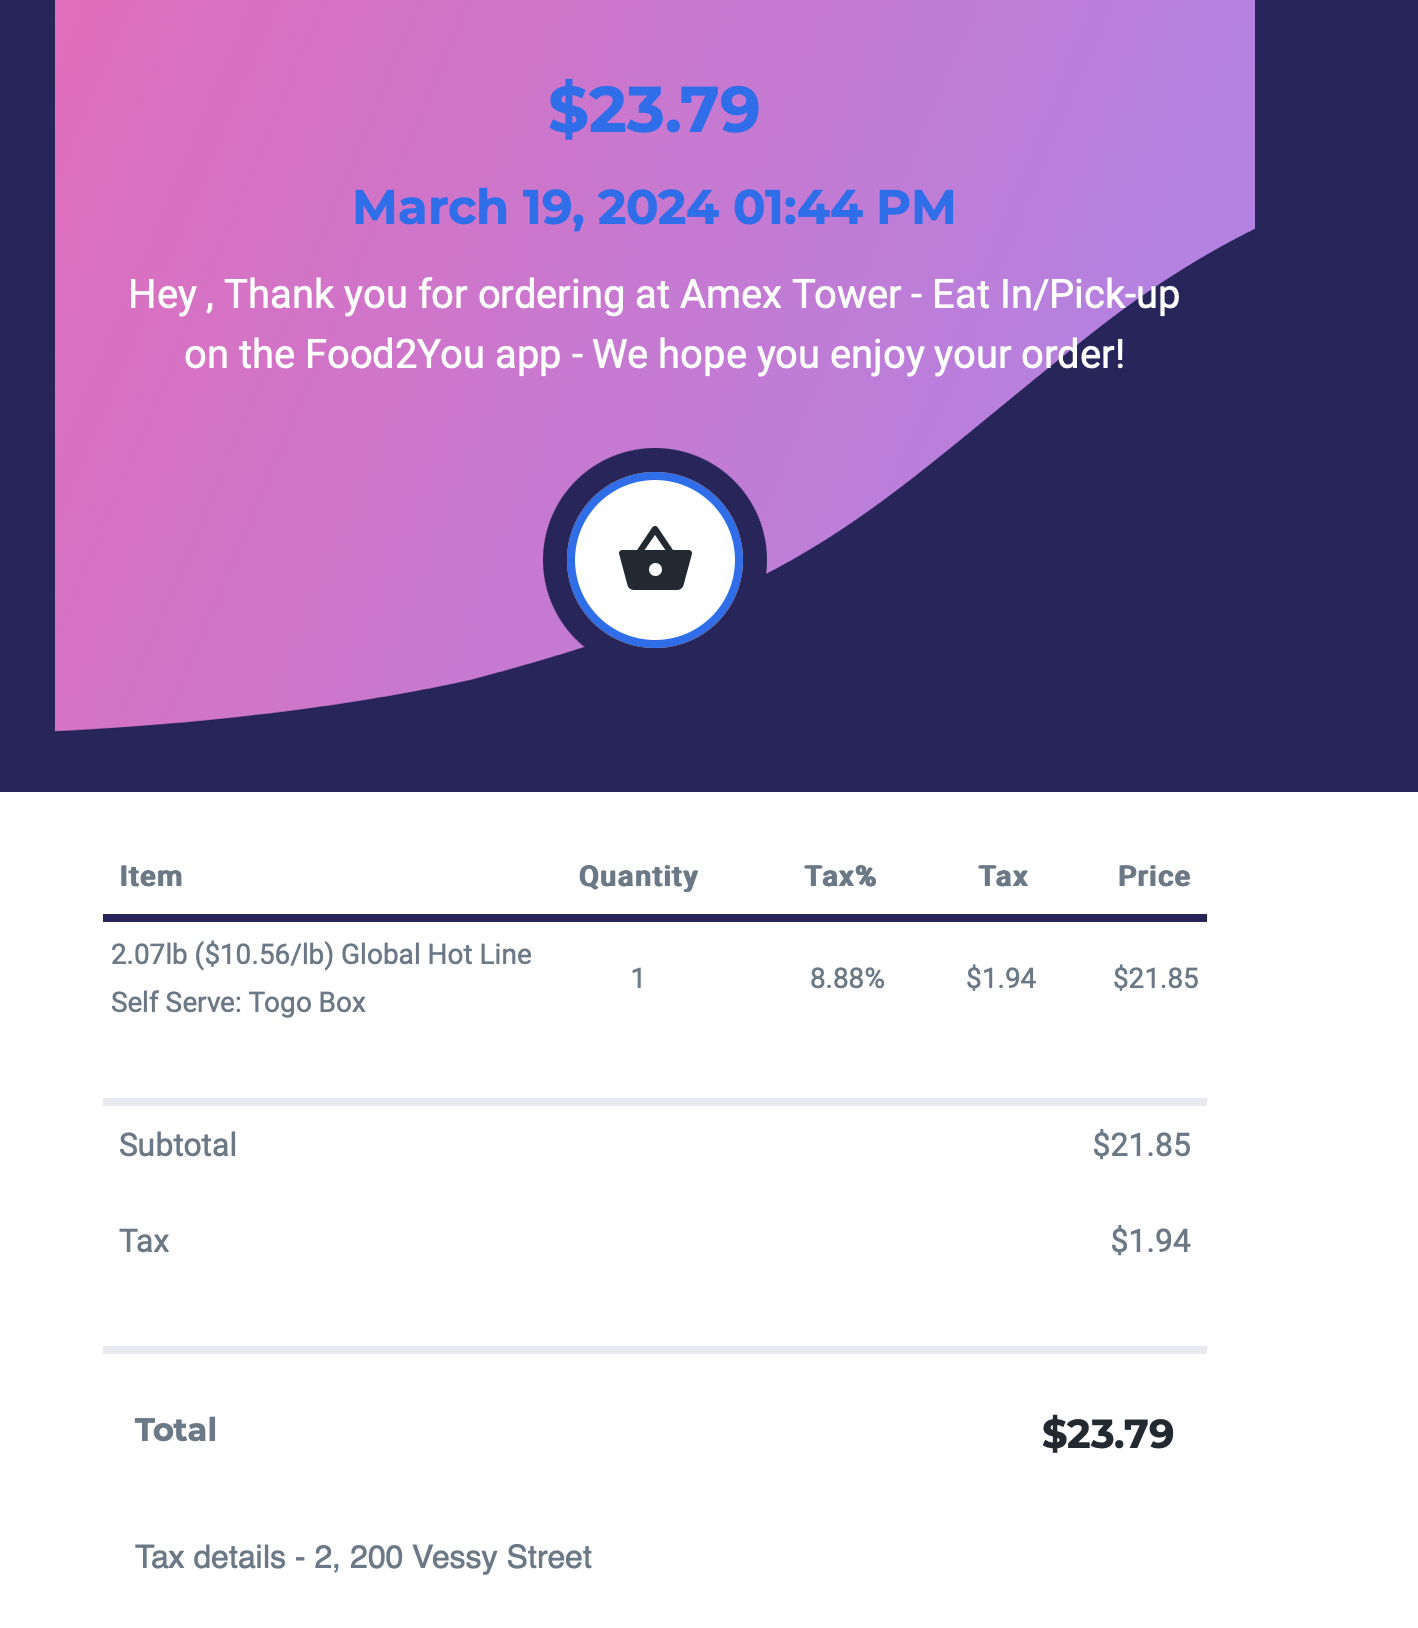 $23.79
March 19, 2024 01:44 PM
Hey , Thank you for ordering at Amex Tower - Eat In/Pick-up
on the Food2You app - We hope you enjoy your order!
Item Quantity Tax% Tax Price
2.07lb ($10.56/lb) Global Hot Line
Self Serve: Togo Box 1 8.88% $1.94 $21.85
Subtotal $21.85
Tax $1.94
Total $23.79
Tax details - 2, 200 Vessy Street